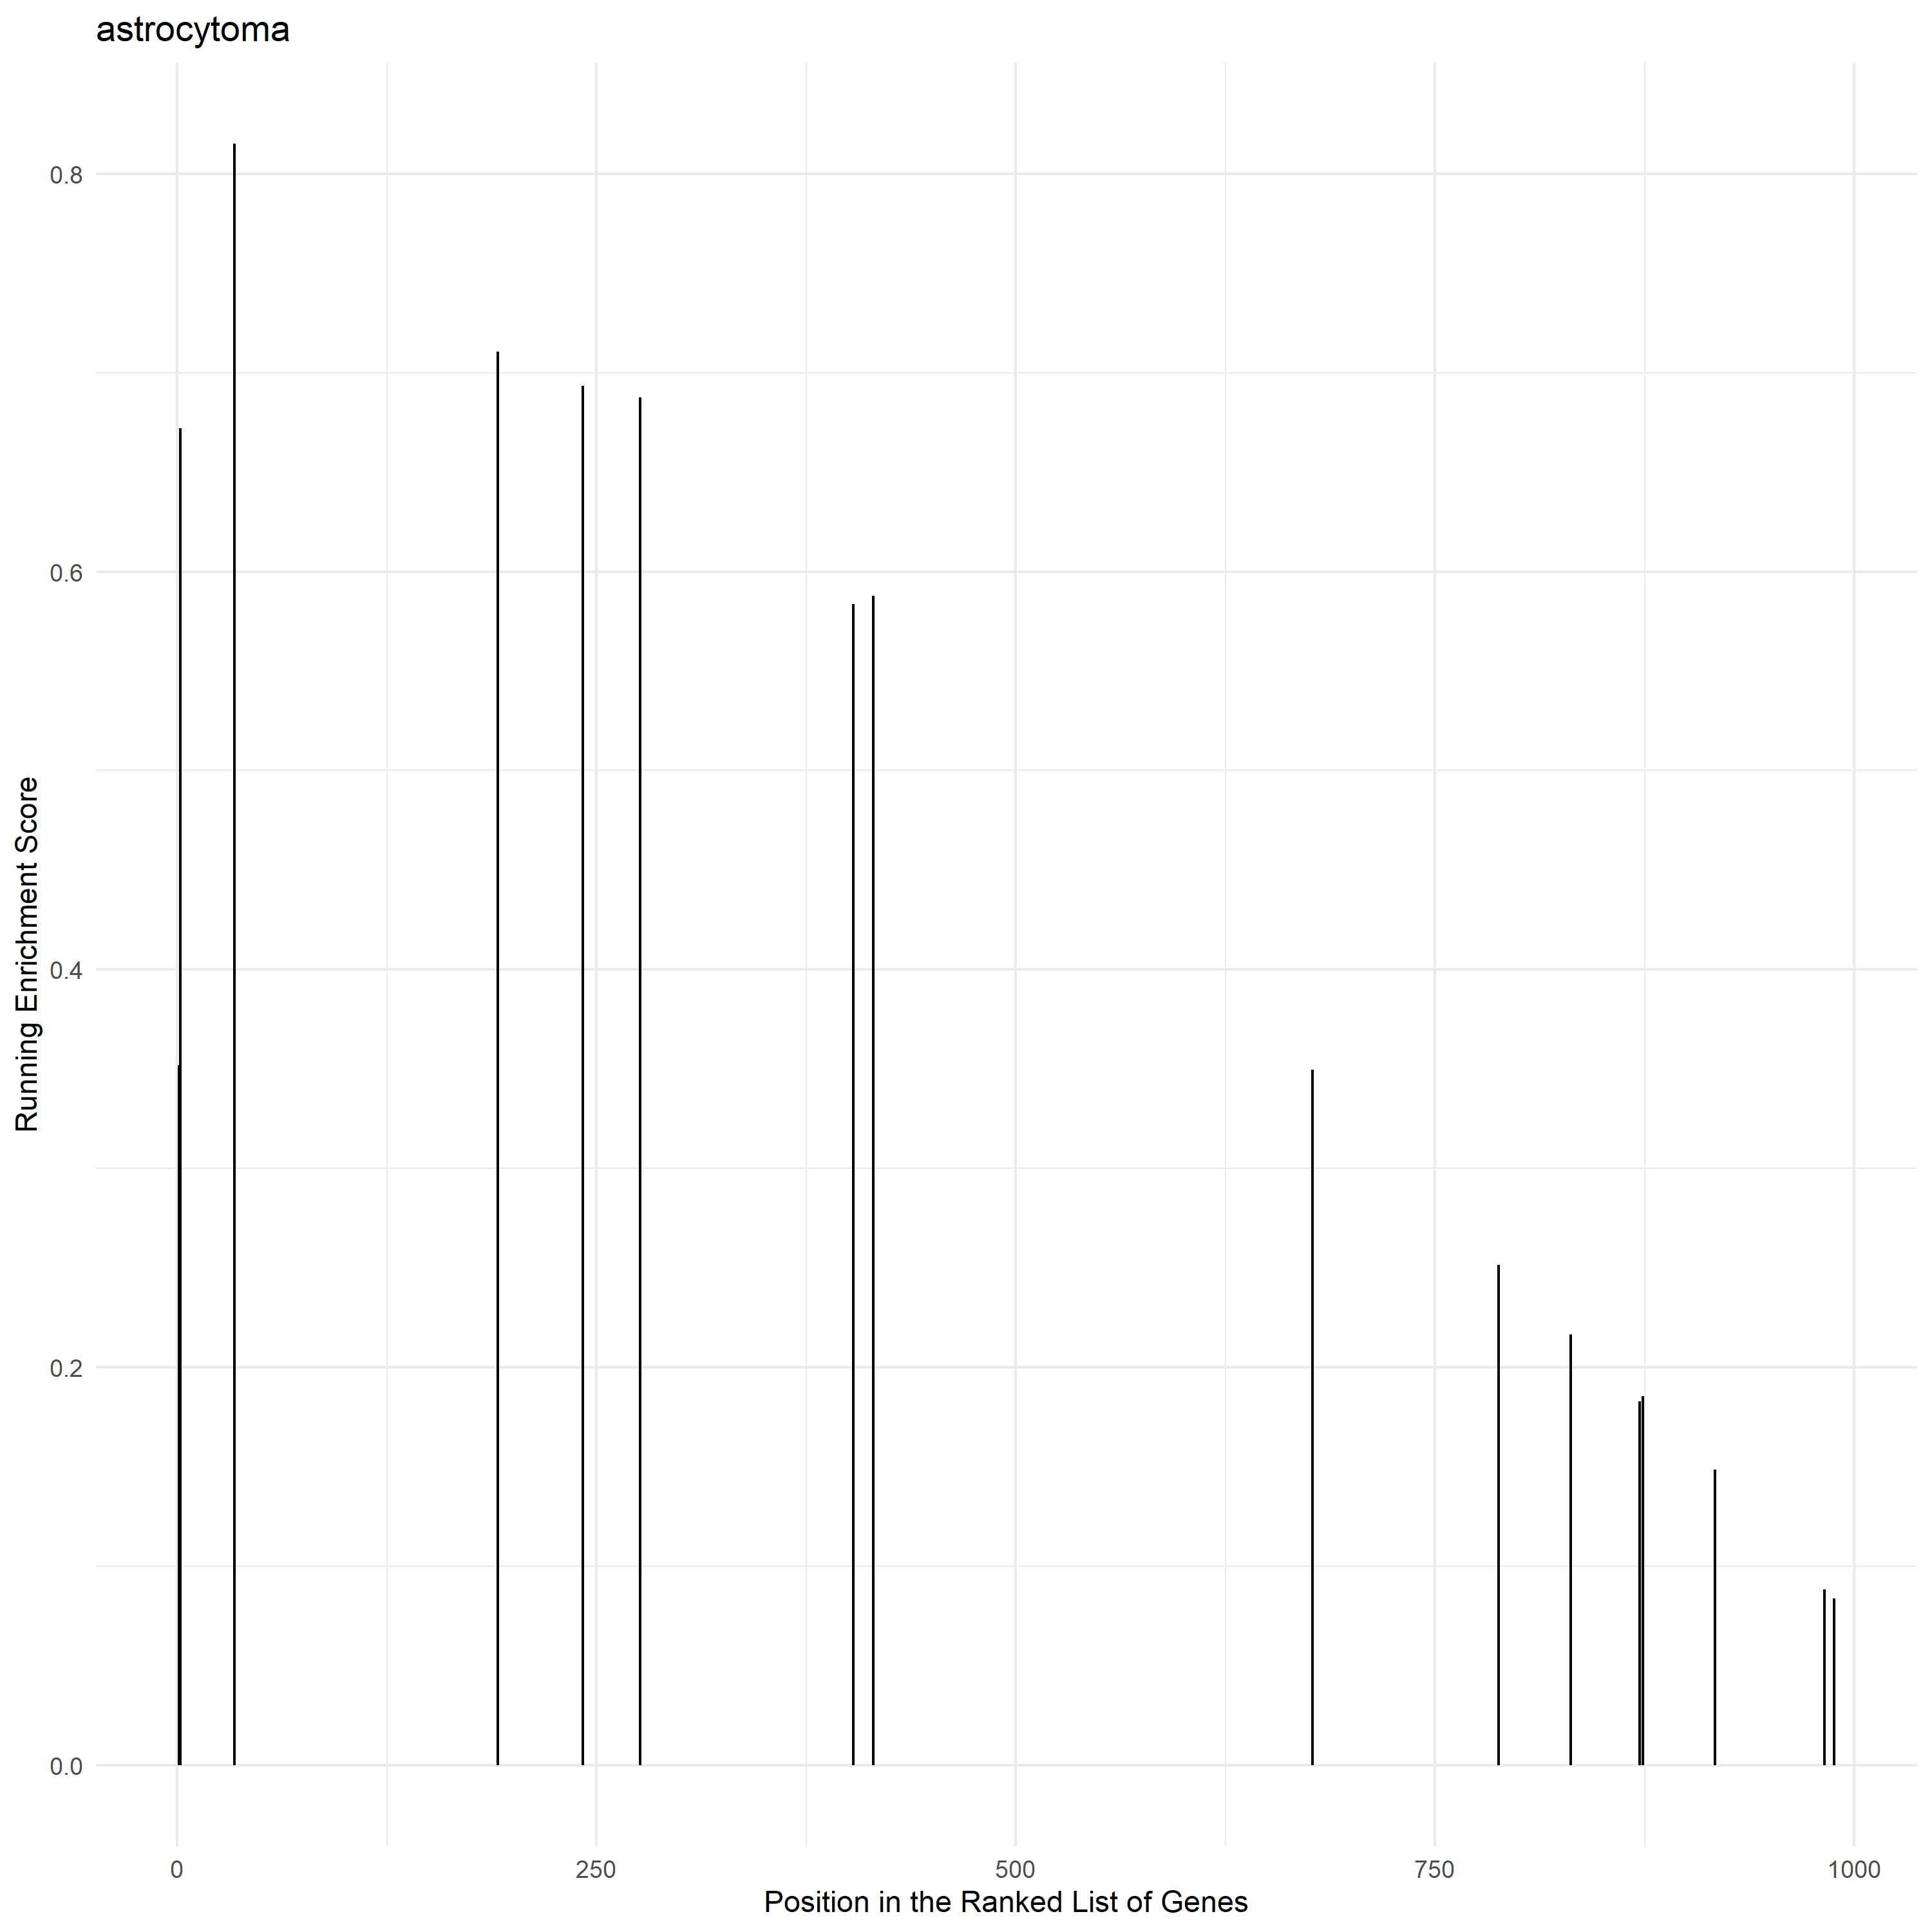 astrocytoma
Running Enrichment Score
0.8
0.6
0.4
0.2
0.0
0 250 500 750 1000
Position in the Ranked List of Genes